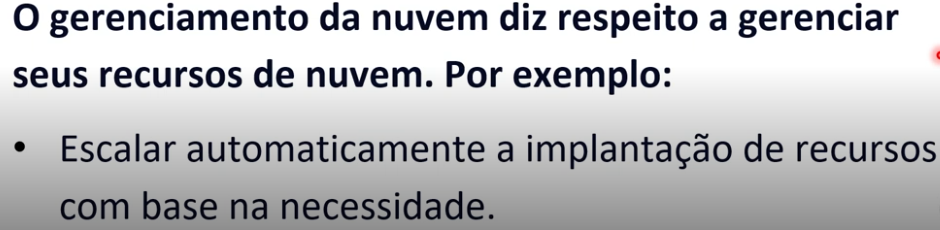 O gerenciamento da nuvem diz respeito a gerenciar
seus recursos de nuvem. Por exemplo:
• Escalar automaticamente a implantação de recursos
com base na necessidade.